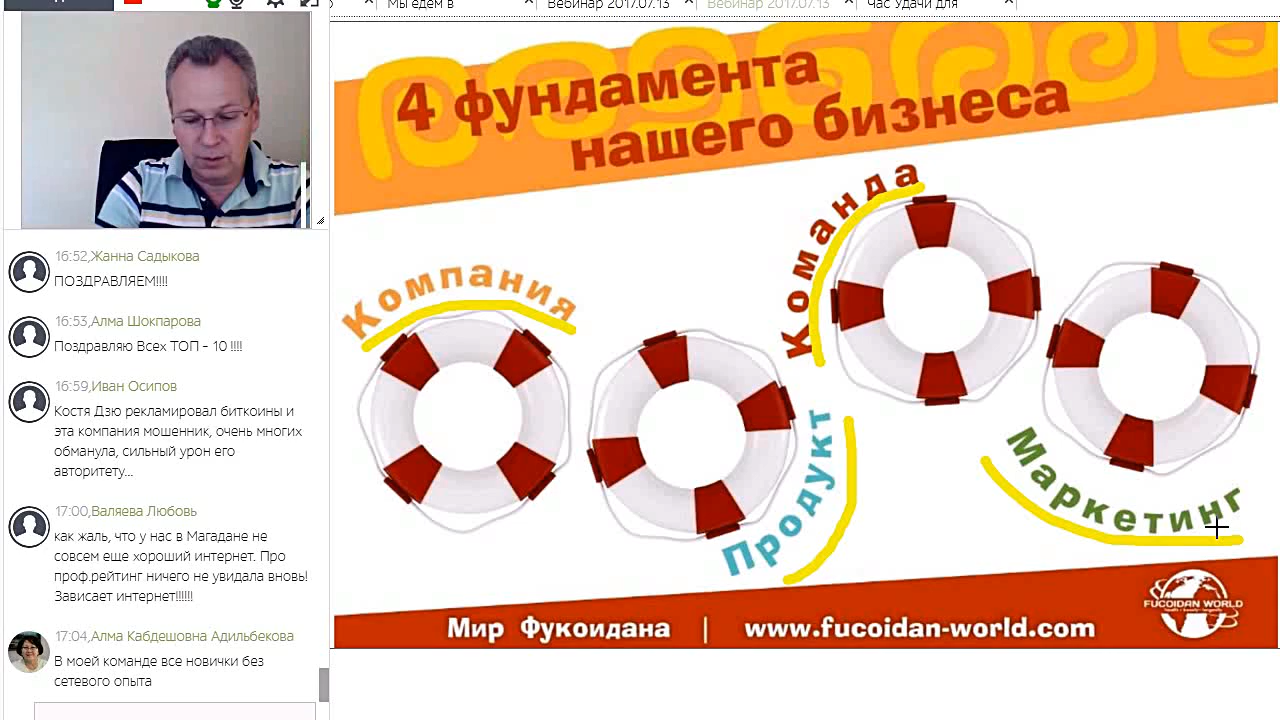 Мы едем в
Вебинар 2017.07.13
Вебинар 2017.07.13
Час Удачи для
16:52,Жанна Садыкова
ПОЗДРАВЛЯЕМ!!!!
16:53,Алма Шокпарова
Поздравляю Всех ТОП - 10 !!!!
16:59,Иван Осипов
Костя Дзю рекламировал биткоины и
эта компания мошенник, очень многих
обманула, сильный урон его
авторитету...
17:00,Валяева Любовь
как жаль, что у нас в Магадане не
совсем еще хороший интернет. Про
проф.рейтинг ничего не увидала вновь!
Зависает интернет!!!!!!
17:04,Алма Кабдешовна Адильбекова
В моей команде все новички без
сетевого опыта
4 фундамента
нашего бизнеса
Компания
Продукт
Команда
Маркетинг
FUCOIDAN WORLD
Мир Фукоидана | www.fucoidan-world.com